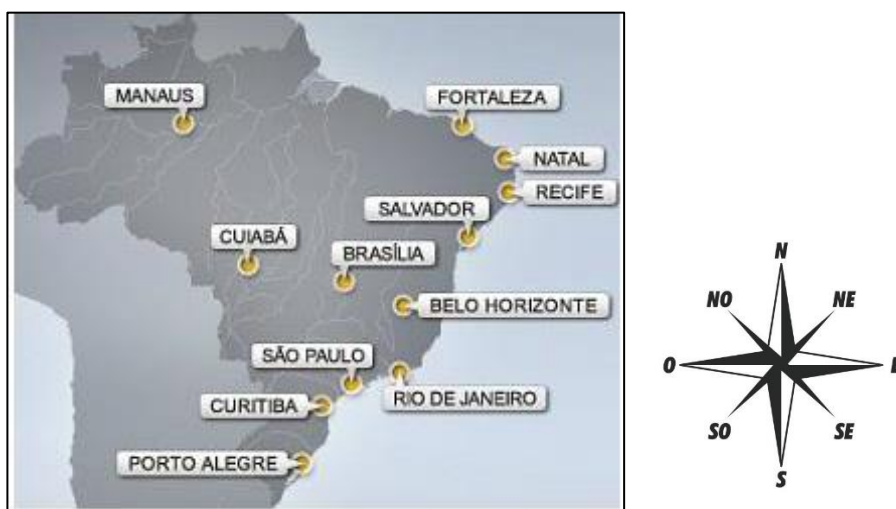 MANAUS
FORTALEZA
NATAL
RECIFE
SALVADOR
CUIABÁ
BRASÍLIA
BELO HORIZONTE
SÃO PAULO
RIO DE JANEIRO
CURITIBA
PORTO ALEGRE
N
NO
NE
O
SO
SE
S